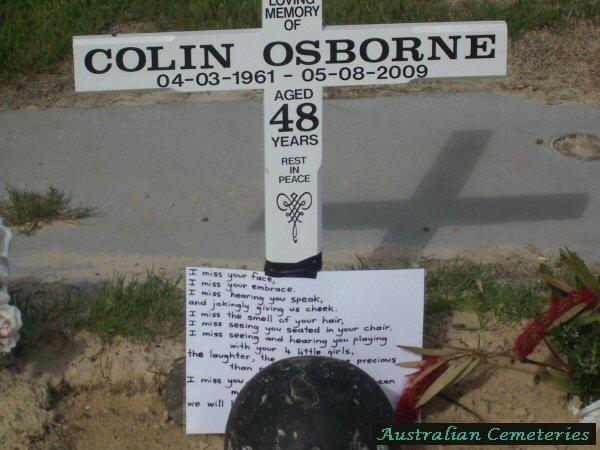 LOVING
MEMORY
OF
COLIN OSBORNE
04-03-1961 - 05-08-2009
AGED
48
YEARS
REST
IN
PEACE
I miss your face,
I miss your embrace.
I miss hearing you speak,
and jokingly giving us cheek.
I miss the smell of your hair,
I miss seeing you seated in your chair.
I miss seeing and hearing you playing
with your 4 little girls,
the laughter, the precious
than
I miss you
we will
Australian Cemeteries